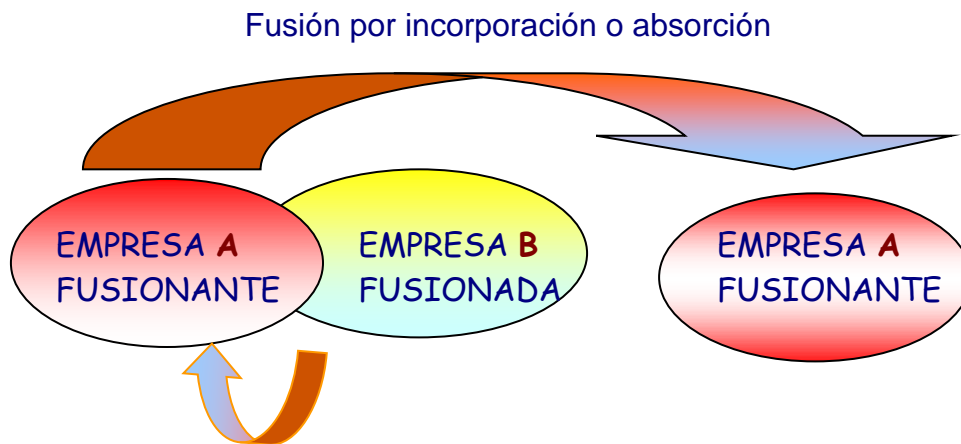 Fusión por incorporación o absorción
EMPRESA A
FUSIONANTE
EMPRESA B
FUSIONADA
EMPRESA A
FUSIONANTE